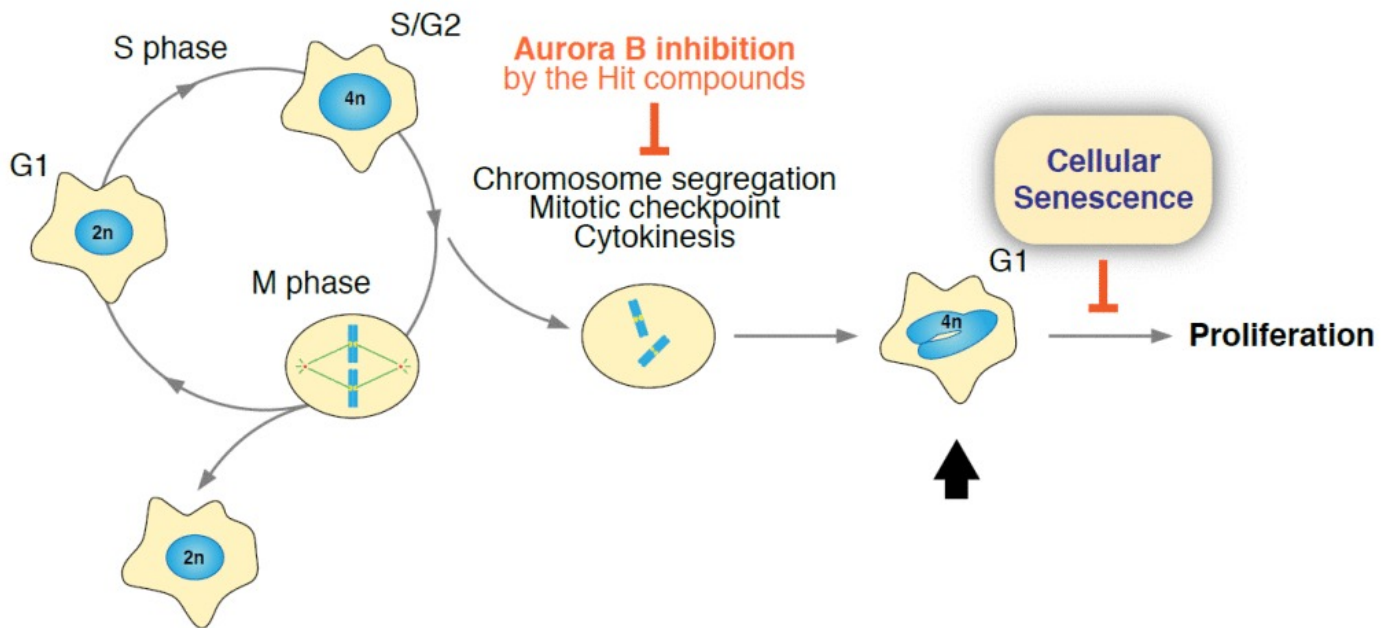 S phase
S/G2
4n
G1
2n
M phase
2n
Aurora B inhibition
by the Hit compounds
Chromosome segregation
Mitotic checkpoint
Cytokinesis
Cellular
Senescence
G1
4n
Proliferation